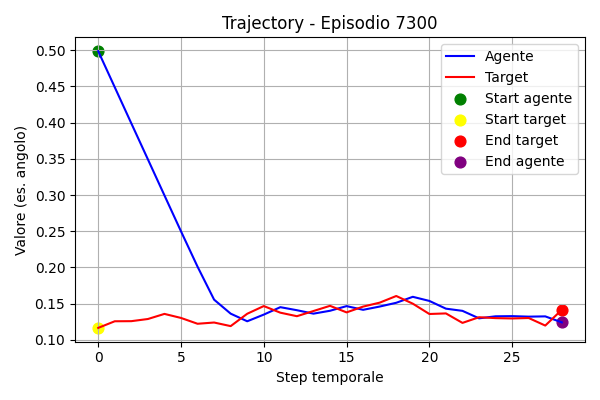 Trajectory - Episodio 7300
Valore (es. angolo)
0.50
0.45
0.40
0.35
0.30
0.25
0.20
0.15
0.10
Agente
Target
Start agente
Start target
End target
End agente
0 5 10 15 20 25
Step temporale